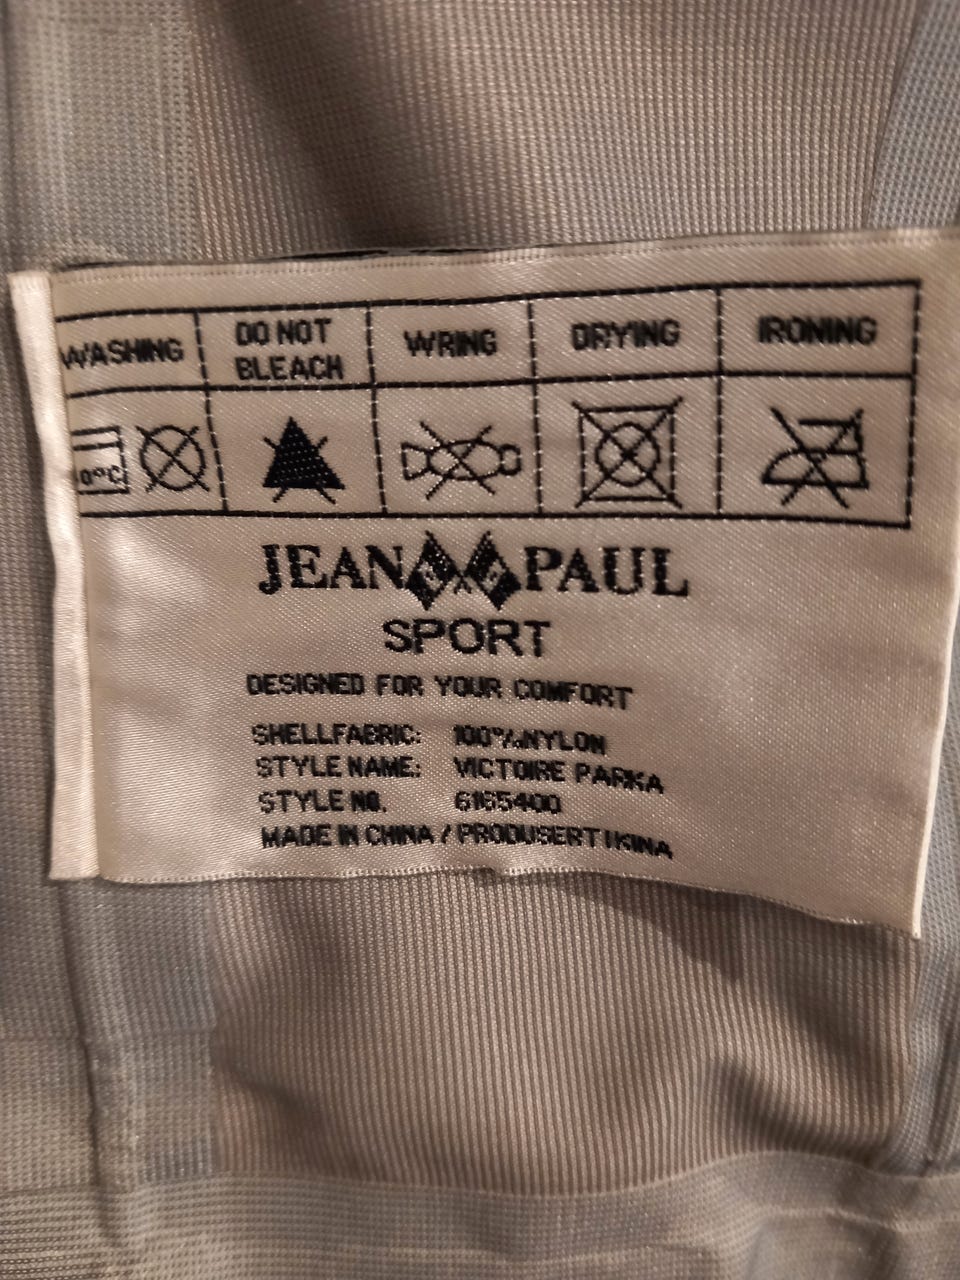 WASHING DO NOT BLEACH WRING DRYING IRONING
0°C
JEAN PAUL
SPORT
DESIGNED FOR YOUR COMFORT
SHELLFABRIC: 100%NYLON
STYLE NAME: VICTOIRE PARKA
STYLE NO. 6165400
MADE IN CHINA / PRODUSERT I KINA